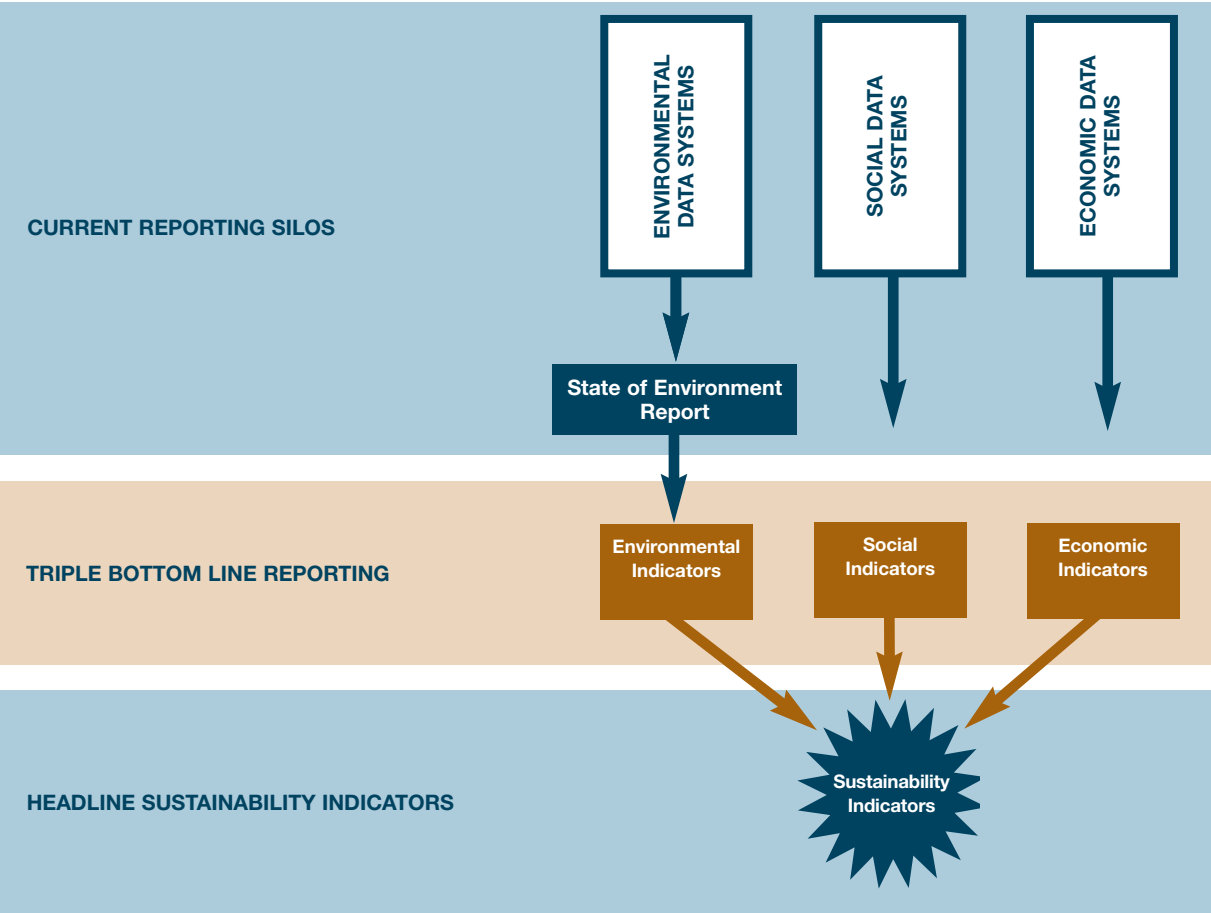 ENVIRONMENTAL
DATA SYSTEMS
SOCIAL DATA
SYSTEMS
ECONOMIC DATA
SYSTEMS
CURRENT REPORTING SILOS
State of Environment
Report
TRIPLE BOTTOM LINE REPORTING
Environmental
Indicators
Social
Indicators
Economic
Indicators
HEADLINE SUSTAINABILITY INDICATORS
Sustainability
Indicators